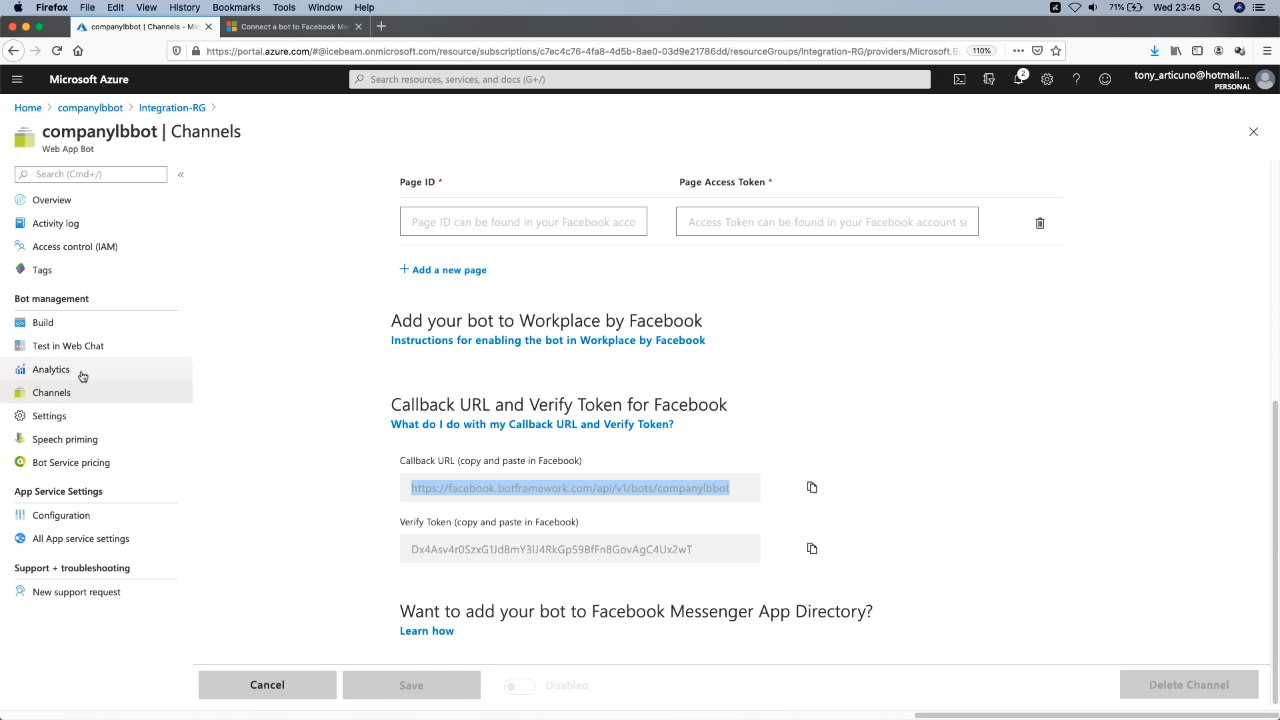 Firefox File Edit View History Bookmarks Tools Window Help 71% Wed 23:45
companylbbot | Channels - Mic
Connect a bot to Facebook Me
https://portal.azure.com/#@icebeam.onmicrosoft.com/resource/subscriptions/c7ec4c76-4fa8-4d5b-8ae0-03d9e21786dd/resourceGroups/Integration-RG/providers/Microsoft.B 110%
Microsoft Azure
Search resources, services, and docs (G+/)
2
tony_articuno@hotmail....
PERSONAL
Home > companylbbot > Integration-RG >
companylbbot | Channels
Web App Bot
Search (Cmd+/)
Overview
Activity log
Access control (IAM)
Tags
Bot management
Build
Test in Web Chat
Analytics
Channels
Settings
Speech priming
Bot Service pricing
App Service Settings
Configuration
All App service settings
Support + troubleshooting
New support request
Page ID * Page Access Token *
Page ID can be found in your Facebook acco
Access Token can be found in your Facebook account se
+ Add a new page
Add your bot to Workplace by Facebook
Instructions for enabling the bot in Workplace by Facebook
Callback URL and Verify Token for Facebook
What do I do with my Callback URL and Verify Token?
Callback URL (copy and paste in Facebook)
https://facebook.botframework.com/api/v1/bots/companylbbot
Verify Token (copy and paste in Facebook)
Want to add your bot to Facebook Messenger App Directory?
Learn how
Cancel Save Disabled Delete Channel